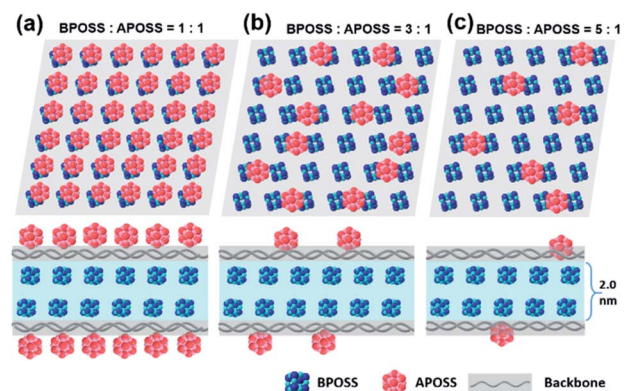 (a) BPOSS : APOSS = 1 : 1
(b) BPOSS : APOSS = 3 : 1
(c) BPOSS : APOSS = 5 : 1
2.0
nm
BPOSS APOSS Backbone